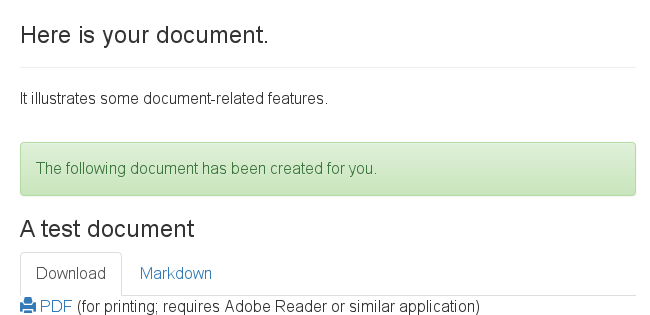 Here is your document.
It illustrates some document-related features.
The following document has been created for you.
A test document
Download Markdown
PDF (for printing; requires Adobe Reader or similar application)